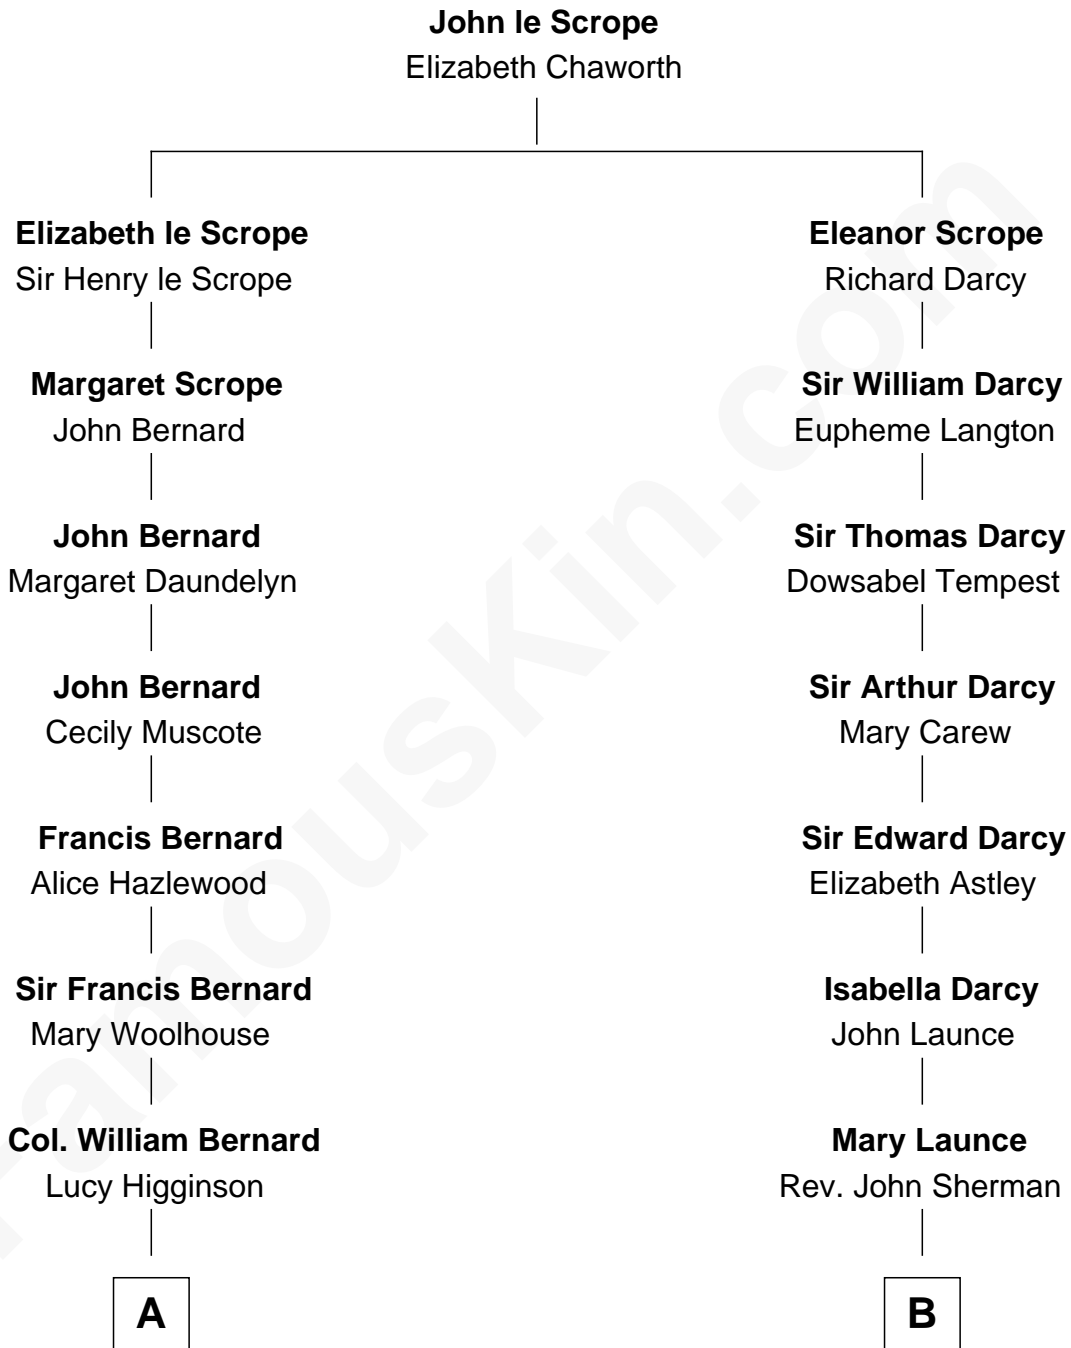 John le Scrope
Elizabeth Chaworth
Elizabeth le Scrope
Sir Henry le Scrope
Margaret Scrope
John Bernard
John Bernard
Margaret Daundelyn
John Bernard
Cecily Muscote
Francis Bernard
Alice Hazlewood
Sir Francis Bernard
Mary Woolhouse
Col. William Bernard
Lucy Higginson
A
Eleanor Scrope
Richard Darcy
Sir William Darcy
Eupheme Langton
Sir Thomas Darcy
Dowsabel Tempest
Sir Arthur Darcy
Mary Carew
Sir Edward Darcy
Elizabeth Astley
Isabella Darcy
John Launce
Mary Launce
Rev. John Sherman
B
FamousKin.com